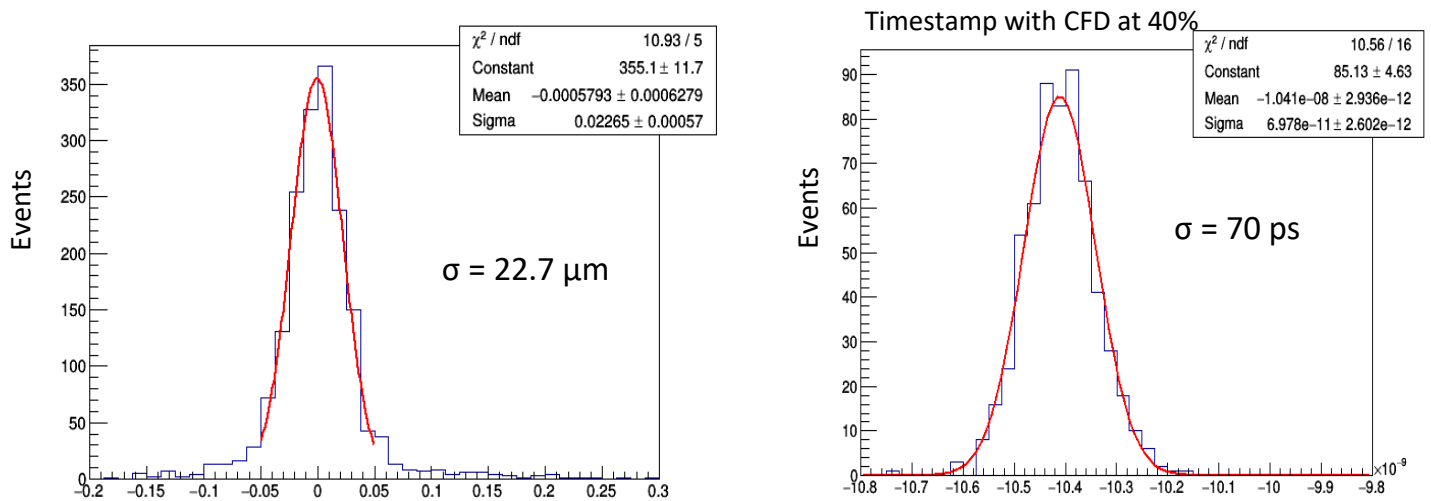 Timestamp with CFD at 40%
χ² / ndf 10.93 / 5
Constant 355.1 ± 11.7
Mean −0.0005793 ± 0.0006279
Sigma 0.02265 ± 0.00057
350
300
250
200
150
100
50
0
Events
σ = 22.7 μm
−0.2 −0.15 −0.1 −0.05 0 0.05 0.1 0.15 0.2 0.25 0.3
χ² / ndf 10.56 / 16
Constant 85.13 ± 4.63
Mean −1.041e−08 ± 2.936e−12
Sigma 6.978e−11 ± 2.602e−12
90
80
70
60
50
40
30
20
10
0
Events
σ = 70 ps
−10.8 −10.7 −10.6 −10.5 −10.4 −10.3 −10.2 −10.1 −10 −9.9 −9.8
×10⁻⁹